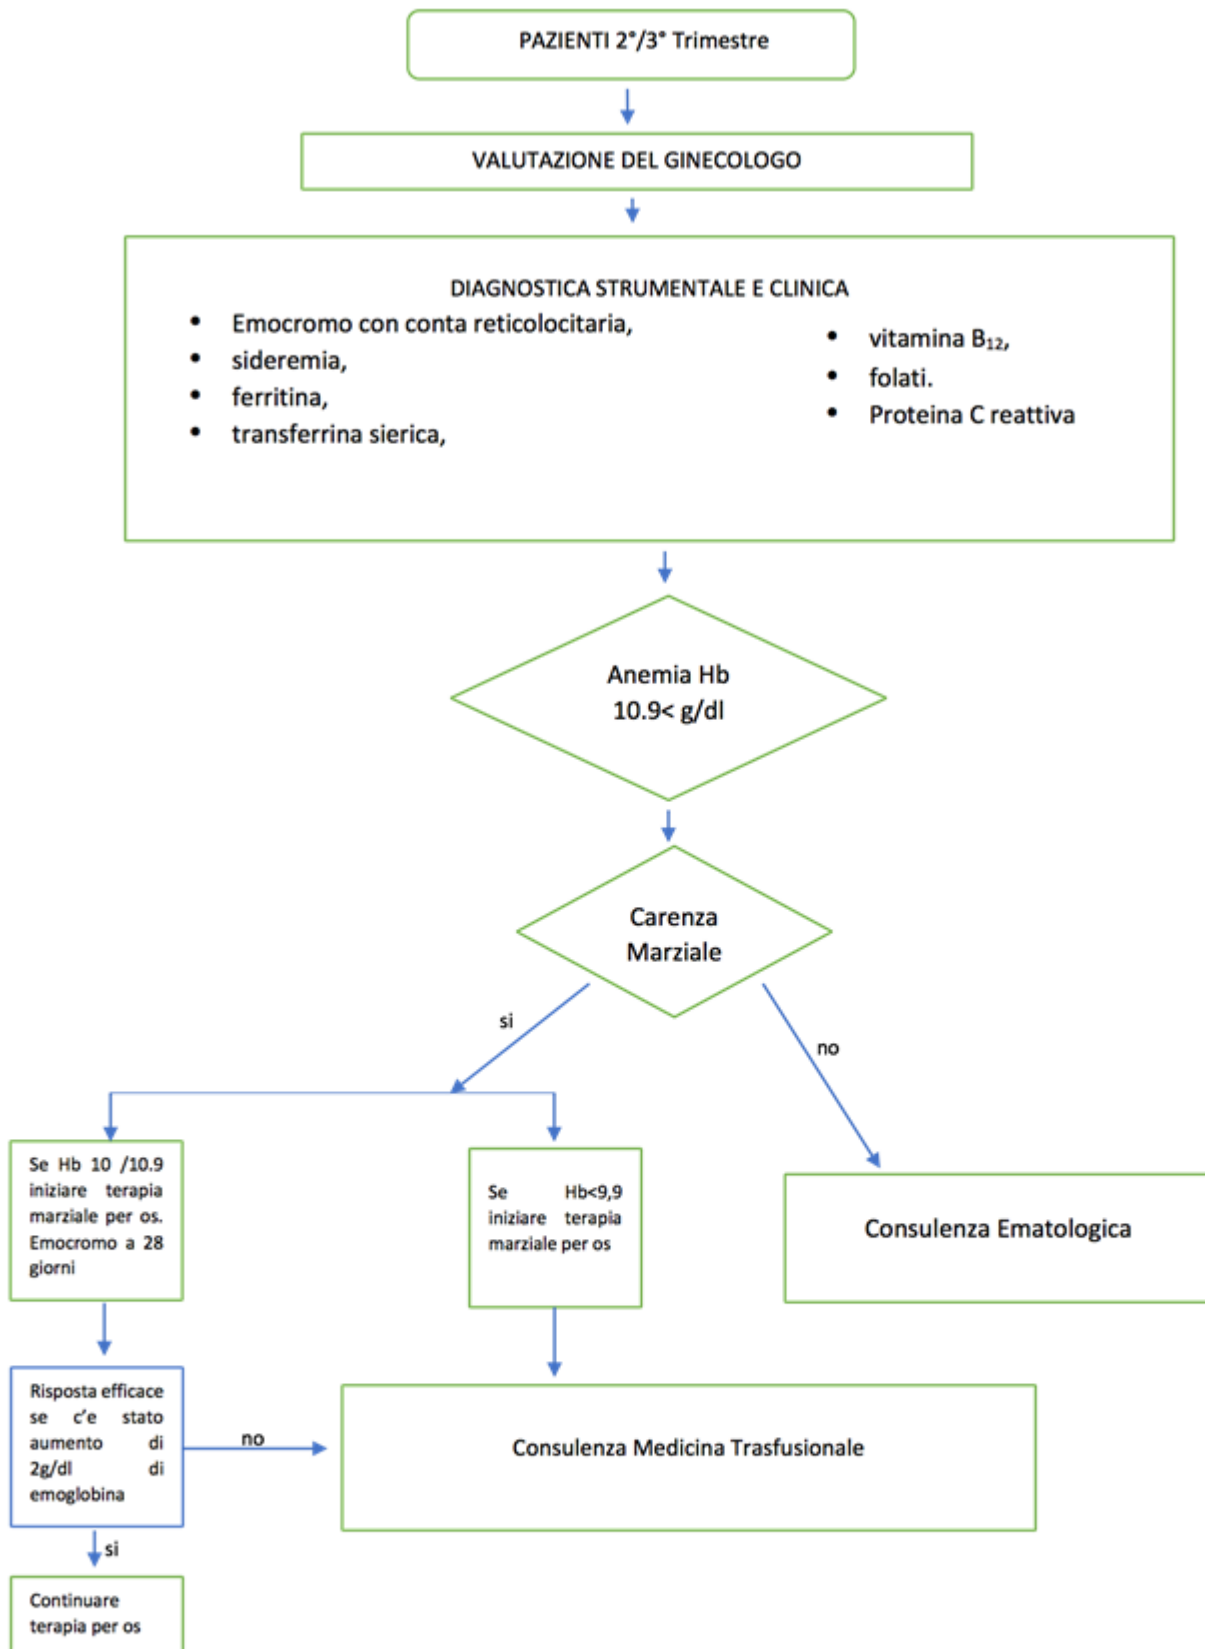 PAZIENTI 2°/3° Trimestre
VALUTAZIONE DEL GINECOLOGO
DIAGNOSTICA STRUMENTALE E CLINICA
• Emocromo con conta reticolocitaria,
• sideremia,
• ferritina,
• transferrina sierica,
• vitamina B₁₂,
• folati.
• Proteina C reattiva
Anemia Hb
10.9< g/dl
Carenza
Marziale
si
no
Se Hb 10 /10.9
iniziare terapia
marziale per os.
Emocromo a 28
giorni
Se Hb<9,9
iniziare terapia
marziale per os
Consulenza Ematologica
Risposta efficace
se c'e stato
aumento di
2g/dl di
emoglobina
no
Consulenza Medicina Trasfusionale
si
Continuare
terapia per os